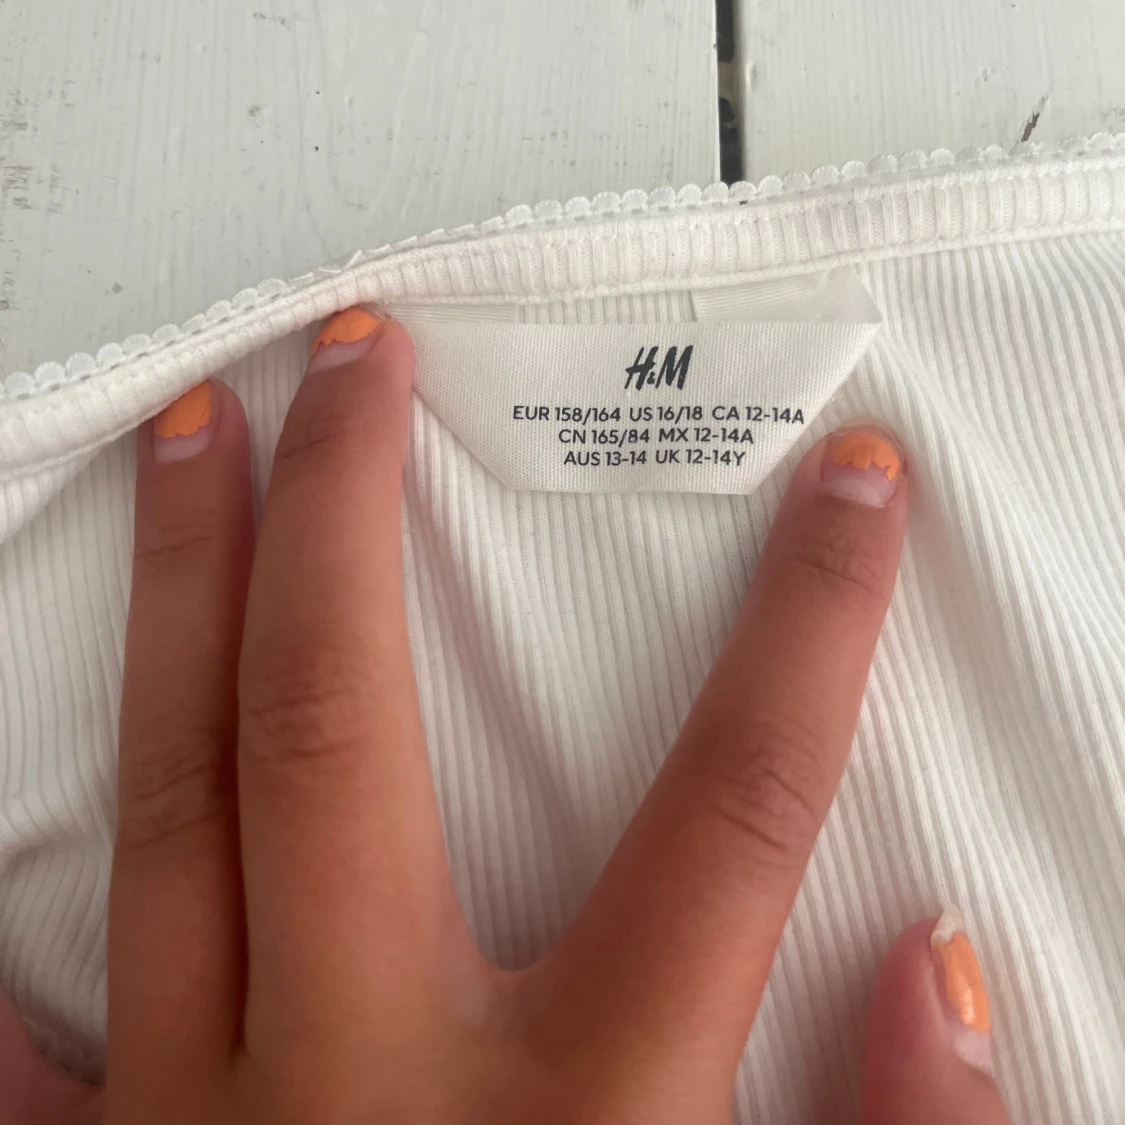 H&M
EUR 158/164 US 16/18 CA 12-14A
CN 165/84 MX 12-14A
AUS 13-14 UK 12-14Y